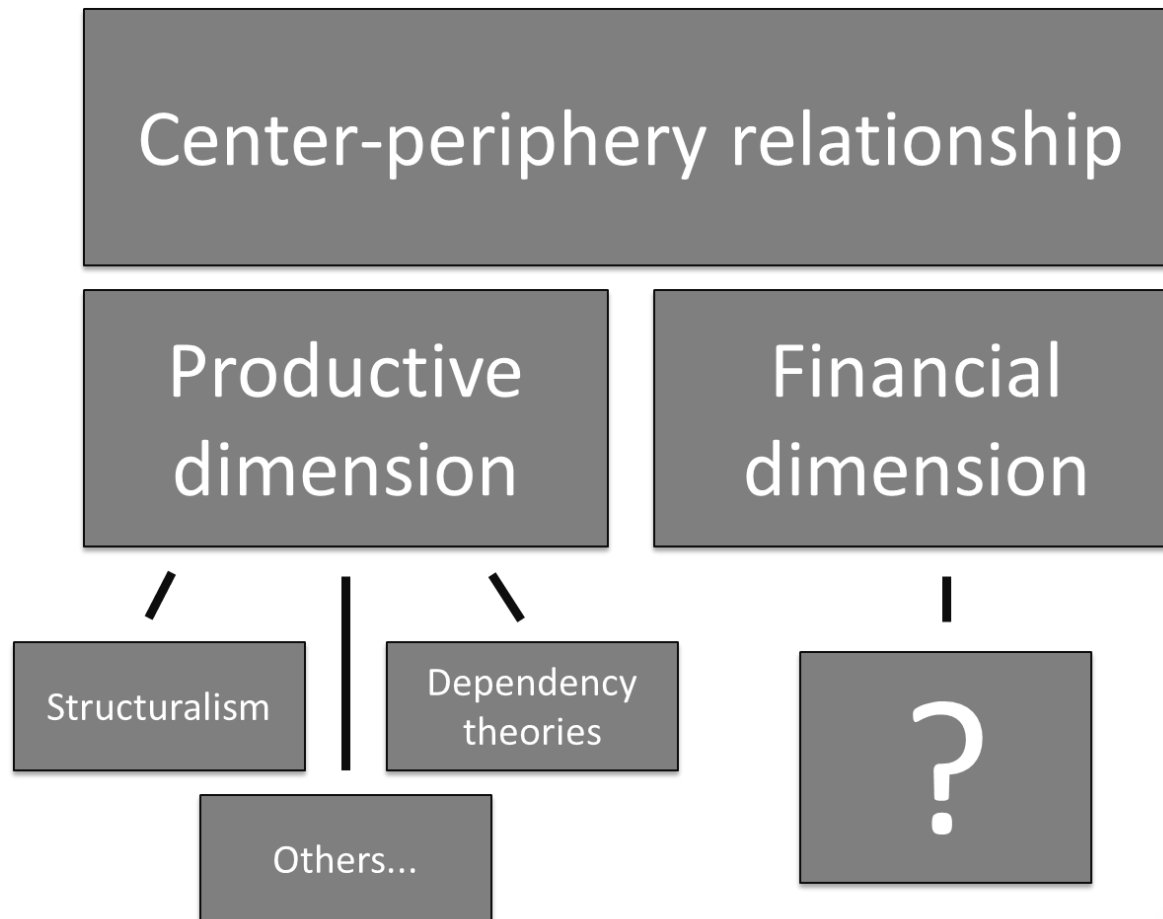 Center-periphery relationship
Productive
dimension
Financial
dimension
Structuralism
Dependency
theories
Others...
?